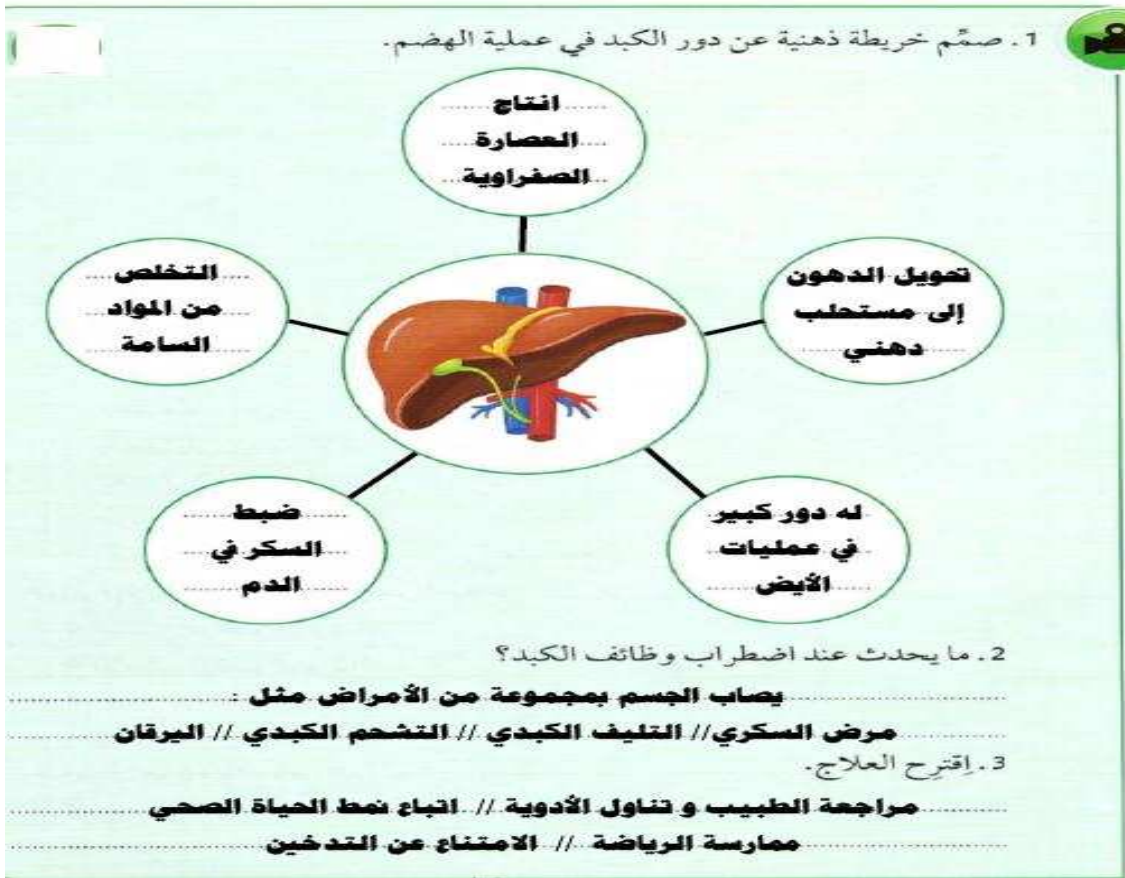 1. صمِّم خريطة ذهنية عن دور الكبد في عملية الهضم.
انتاج
العصارة
الصفراوية
تحويل الدهون
إلى مستحلب
دهني
التخلص
من المواد
السامة
له دور كبير
في عمليات
الأيض
ضبط
السكر في
الدم
2. ما يحدث عند اضطراب وظائف الكبد؟
يصاب الجسم بمجموعة من الأمراض مثل :
مرض السكري// التليف الكبدي // التشحم الكبدي // اليرقان
3. اِقترِح العلاج.
مراجعة الطبيب و تناول الأدوية // اتباع نمط الحياة الصحي
ممارسة الرياضة // الامتناع عن التدخين